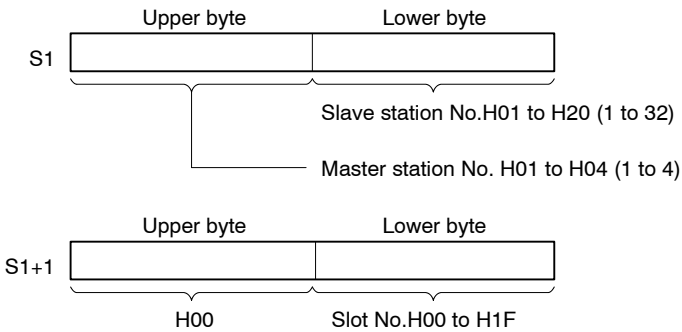 Upper byte Lower byte
S1
Slave station No.H01 to H20 (1 to 32)
Master station No. H01 to H04 (1 to 4)
Upper byte Lower byte
S1+1
H00 Slot No.H00 to H1F